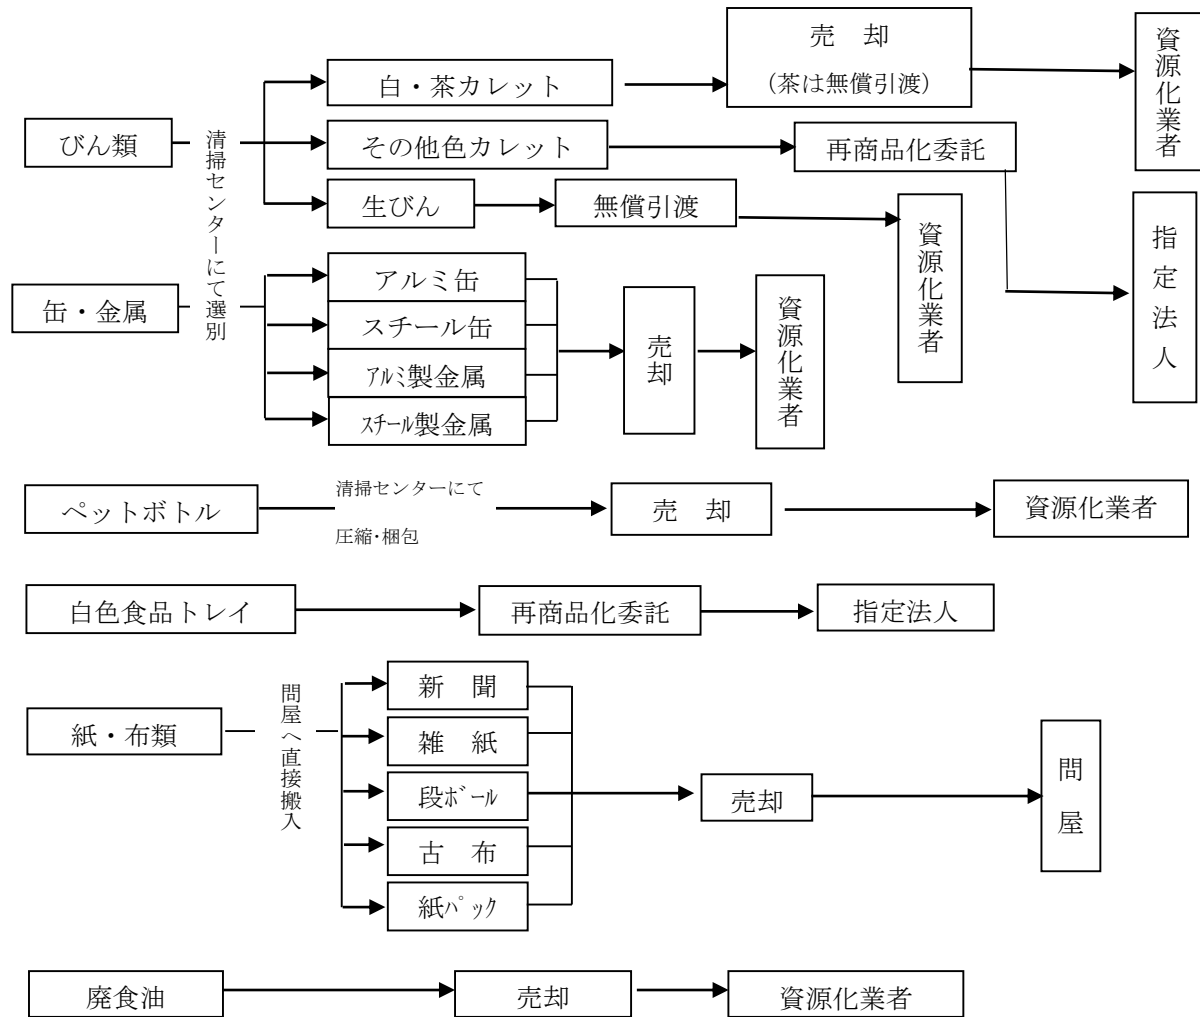 売　却
(茶は無償引渡)
資源化業者
白・茶カレット
びん類
清掃センターにて選別
その他色カレット
再商品化委託
生びん
無償引渡
資源化業者
指定法人
缶・金属
アルミ缶
スチール缶
ｱﾙﾐ製金属
ｽﾁｰﾙ製金属
売却
資源化業者
ペットボトル
清掃センターにて
圧縮・梱包
売　却
資源化業者
白色食品トレイ
再商品化委託
指定法人
紙・布類
問屋へ直接搬入
新　聞
雑　紙
段ﾎﾞｰﾙ
古　布
紙ﾊﾟｯｸ
売却
問屋
廃食油
売却
資源化業者